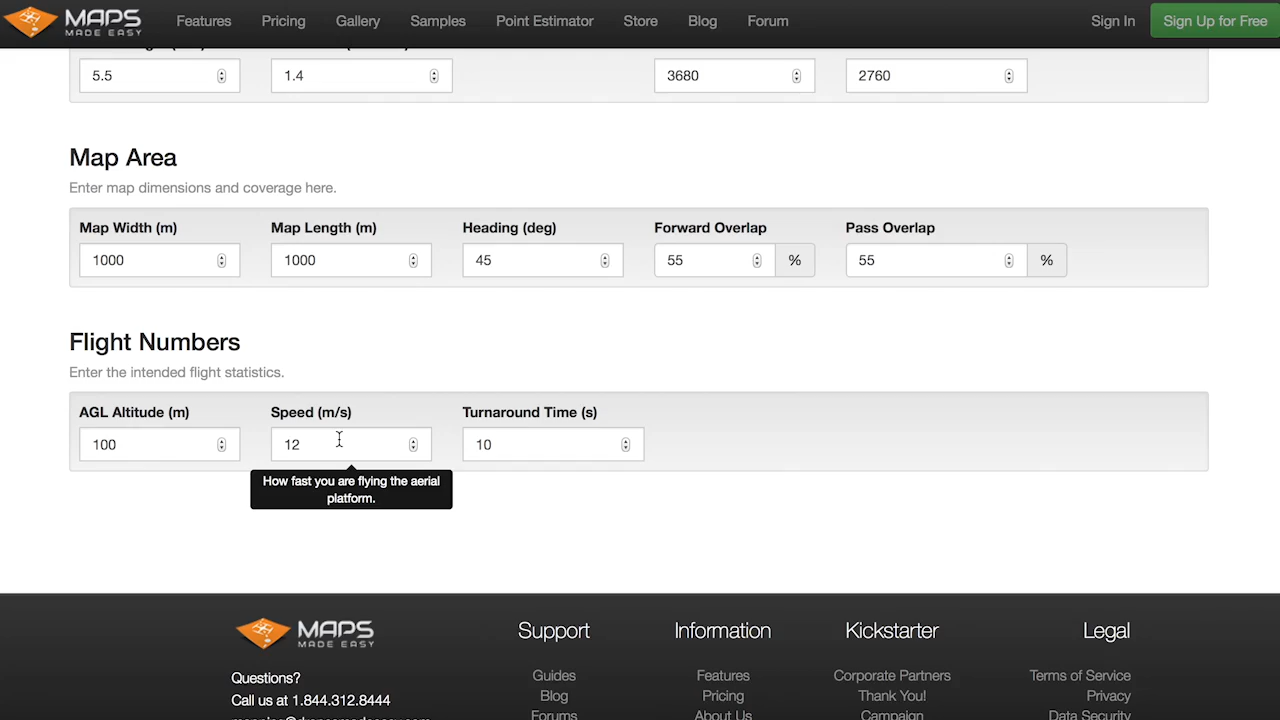 MAPS
MADE EASY
Features
Pricing
Gallery
Samples
Point Estimator
Store
Blog
Forum
Sign In
Sign Up for Free
5.5
1.4
3680
2760
Map Area
Enter map dimensions and coverage here.
Map Width (m)
Map Length (m)
Heading (deg)
Forward Overlap
Pass Overlap
1000
1000
45
55
%
55
%
Flight Numbers
Enter the intended flight statistics.
AGL Altitude (m)
Speed (m/s)
Turnaround Time (s)
100
12
10
How fast you are flying the aerial
platform.
MAPS
MADE EASY
Support
Information
Kickstarter
Legal
Questions?
Guides
Features
Corporate Partners
Terms of Service
Call us at 1.844.312.8444
Blog
Pricing
Thank You!
Privacy
Forums
About Us
Campaign
Data Security